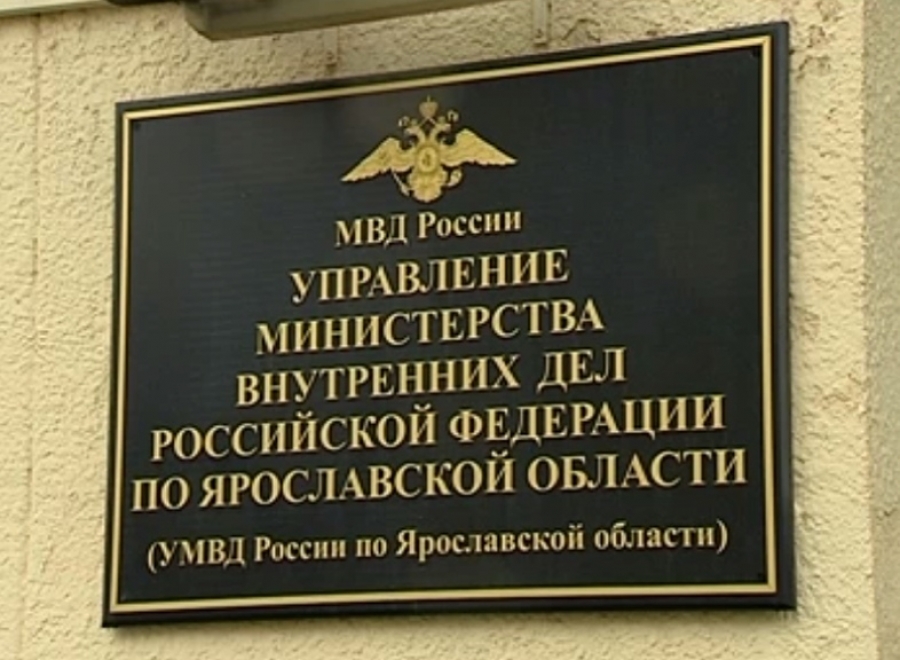 МВД России
УПРАВЛЕНИЕ
МИНИСТЕРСТВА
ВНУТРЕННИХ ДЕЛ
РОССИЙСКОЙ ФЕДЕРАЦИИ
ПО ЯРОСЛАВСКОЙ ОБЛАСТИ
(УМВД России по Ярославской области)